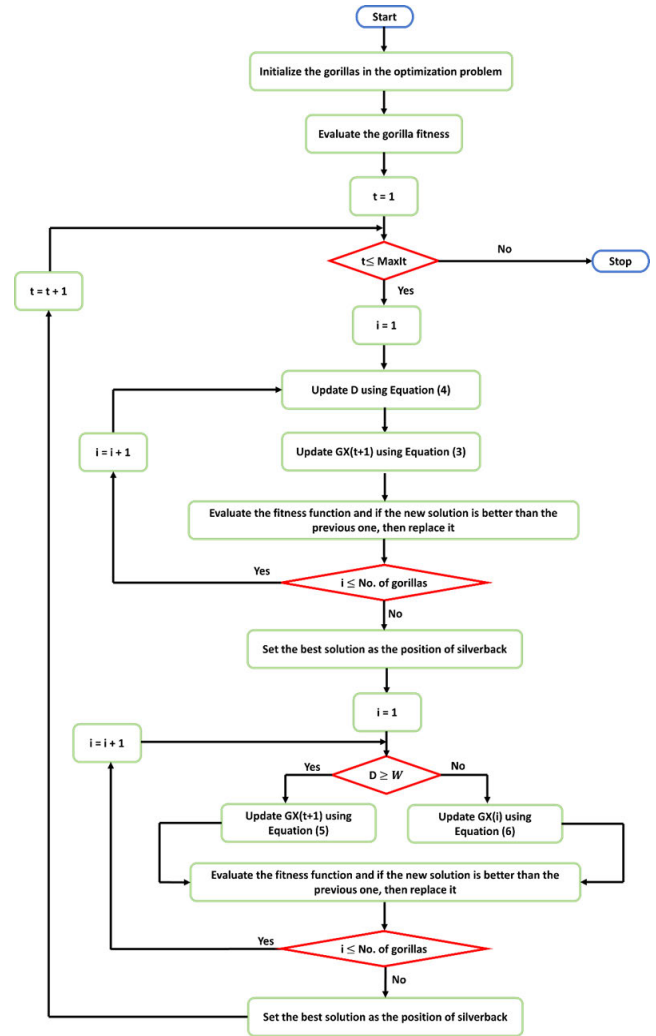 Start
Initialize the gorillas in the optimization problem
Evaluate the gorilla fitness
t = 1
t≤ MaxIt
No
Stop
Yes
t = t + 1
i = 1
Update D using Equation (4)
i = i + 1
Update GX(t+1) using Equation (3)
Evaluate the fitness function and if the new solution is better than the
previous one, then replace it
Yes
i ≤ No. of gorillas
No
Set the best solution as the position of silverback
i = 1
i = i + 1
Yes
D ≥ W
No
Update GX(t+1) using
Equation (5)
Update GX(i) using
Equation (6)
Evaluate the fitness function and if the new solution is better than the
previous one, then replace it
Yes
i ≤ No. of gorillas
No
Set the best solution as the position of silverback